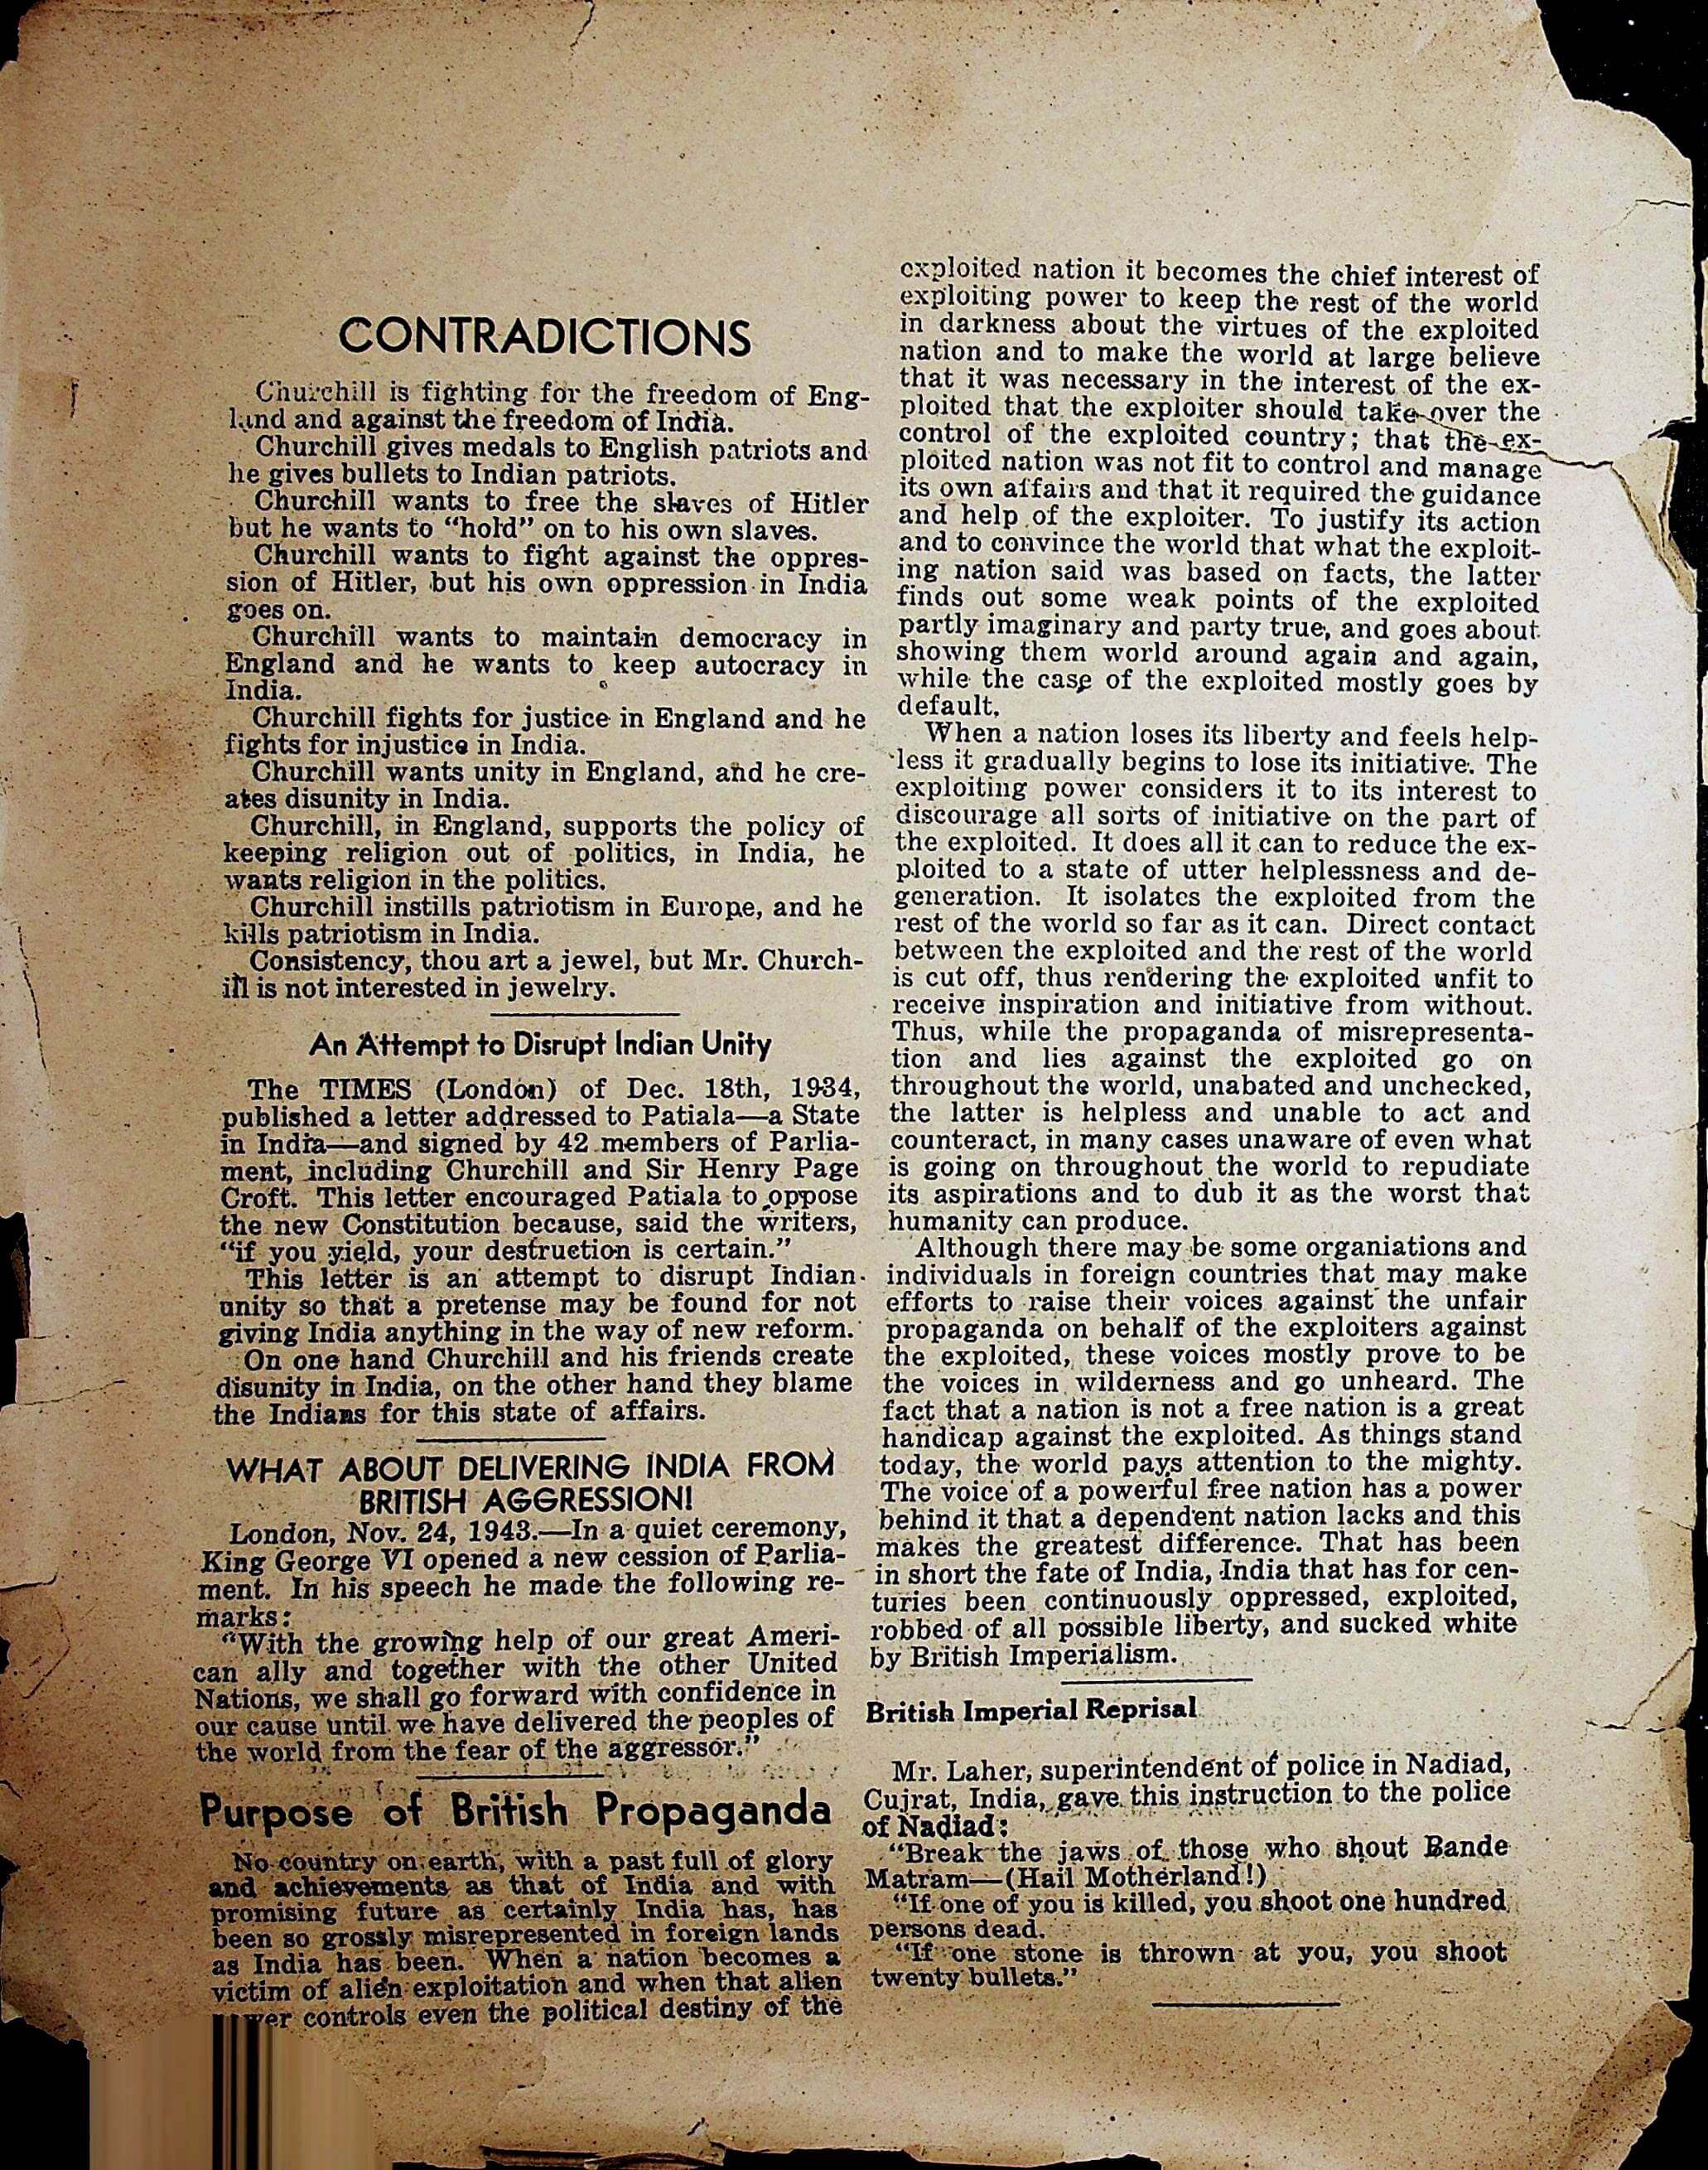 CONTRADICTIONS
Churchill is fighting for the freedom of Eng-
land and against the freedom of India.
Churchill gives medals to English patriots and
he gives bullets to Indian patriots.
Churchill wants to free the slaves of Hitler
but he wants to "hold" on to his own slaves.
Churchill wants to fight against the oppres-
sion of Hitler, but his own oppression in India
goes on.
Churchill wants to maintain democracy in
England and he wants to keep autocracy in
India.
Churchill fights for justice in England and he
fights for injustice in India.
Churchill wants unity in England, and he cre-
ates disunity in India.
Churchill, in England, supports the policy of
keeping religion out of politics, in India, he
wants religion in the politics.
Churchill instills patriotism in Europe, and he
kills patriotism in India.
Consistency, thou art a jewel, but Mr. Church-
ill is not interested in jewelry.
An Attempt to Disrupt Indian Unity
The TIMES (London) of Dec. 18th, 1934,
published a letter addressed to Patiala—a State
in India—and signed by 42 members of Parlia-
ment, including Churchill and Sir Henry Page
Croft. This letter encouraged Patiala to oppose
the new Constitution because, said the writers,
"if you yield, your destruction is certain."
This letter is an attempt to disrupt Indian
unity so that a pretense may be found for not
giving India anything in the way of new reform.
On one hand Churchill and his friends create
disunity in India, on the other hand they blame
the Indians for this state of affairs.
WHAT ABOUT DELIVERING INDIA FROM
BRITISH AGGRESSION!
London, Nov. 24, 1943.—In a quiet ceremony,
King George VI opened a new cession of Parlia-
ment. In his speech he made the following re-
marks:
"With the growing help of our great Ameri-
can ally and together with the other United
Nations, we shall go forward with confidence in
our cause until we have delivered the peoples of
the world from the fear of the aggressor."
Purpose of British Propaganda
No country on earth, with a past full of glory
and achievements as that of India and with
promising future as certainly India has, has
been so grossly misrepresented in foreign lands
as India has been. When a nation becomes a
victim of alien exploitation and when that alien
controls even the political destiny of the
exploited nation it becomes the chief interest of
exploiting power to keep the rest of the world
in darkness about the virtues of the exploited
nation and to make the world at large believe
that it was necessary in the interest of the ex-
ploited that the exploiter should take over the
control of the exploited country; that the ex-
ploited nation was not fit to control and manage
its own affairs and that it required the guidance
and help of the exploiter. To justify its action
and to convince the world that what the exploit-
ing nation said was based on facts, the latter
finds out some weak points of the exploited
partly imaginary and party true, and goes about
showing them world around again and again,
while the case of the exploited mostly goes by
default.
When a nation loses its liberty and feels help-
less it gradually begins to lose its initiative. The
exploiting power considers it to its interest to
discourage all sorts of initiative on the part of
the exploited. It does all it can to reduce the ex-
ploited to a state of utter helplessness and de-
generation. It isolates the exploited from the
rest of the world so far as it can. Direct contact
between the exploited and the rest of the world
is cut off, thus rendering the exploited unfit to
receive inspiration and initiative from without.
Thus, while the propaganda of misrepresenta-
tion and lies against the exploited go on
throughout the world, unabated and unchecked,
the latter is helpless and unable to act and
counteract, in many cases unaware of even what
is going on throughout the world to repudiate
its aspirations and to dub it as the worst that
humanity can produce.
Although there may be some organiations and
individuals in foreign countries that may make
efforts to raise their voices against the unfair
propaganda on behalf of the exploiters against
the exploited, these voices mostly prove to be
the voices in wilderness and go unheard. The
fact that a nation is not a free nation is a great
handicap against the exploited. As things stand
today, the world pays attention to the mighty.
The voice of a powerful free nation has a power
behind it that a dependent nation lacks and this
makes the greatest difference. That has been
in short the fate of India, India that has for cen-
turies been continuously oppressed, exploited,
robbed of all possible liberty, and sucked white
by British Imperialism.
British Imperial Reprisal
Mr. Laher, superintendent of police in Nadiad,
Cujrat, India, gave this instruction to the police
of Nadiad:
"Break the jaws of those who shout Bande
Matram—(Hail Motherland!)
"If one of you is killed, you shoot one hundred
persons dead.
"If one stone is thrown at you, you shoot
twenty bullets."